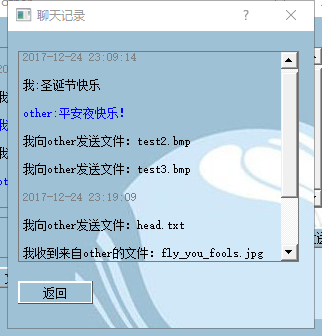 聊天记录
2017-12-24 23:09:14
我:圣诞节快乐
other:平安夜快乐!
我向other发送文件: test2.bmp
我向other发送文件: test3.bmp
2017-12-24 23:19:09
我向other发送文件: head.txt
我收到来自other的文件: fly_you_fools.jpg
返回